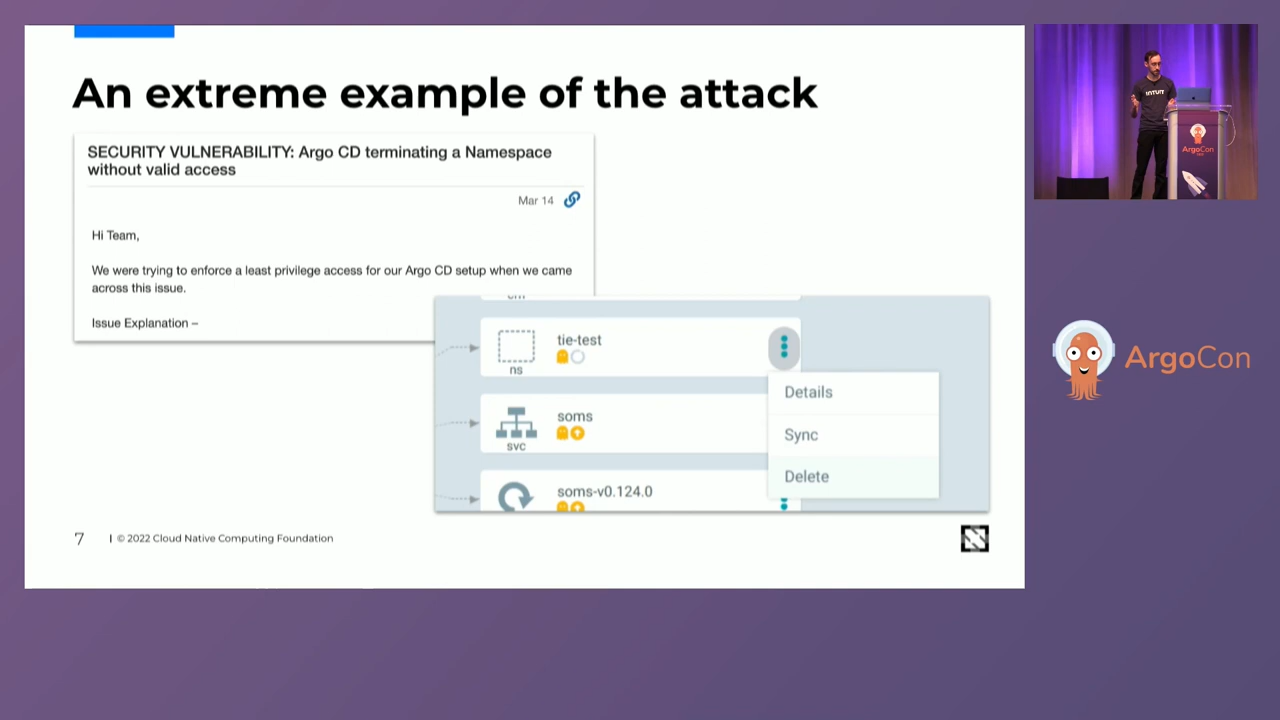 An extreme example of the attack
SECURITY VULNERABILITY: Argo CD terminating a Namespace
without valid access
Mar 14
Hi Team,
We were trying to enforce a least privilege access for our Argo CD setup when we came
across this issue.
Issue Explanation –
tie-test
ns
Details
soms
Sync
svc
Delete
soms-v0.124.0
7 | © 2022 Cloud Native Computing Foundation
INTUIT
ArgoCon
ArgoCon